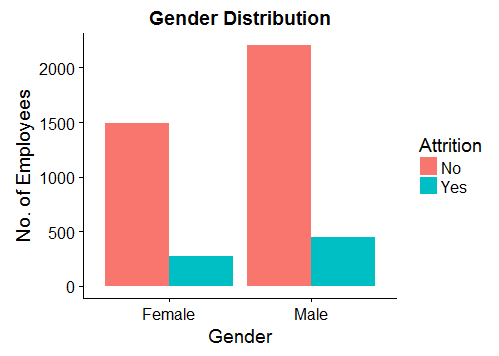 Gender Distribution
No. of Employees
2000
1500
1000
500
0
Female
Male
Gender
Attrition
No
Yes